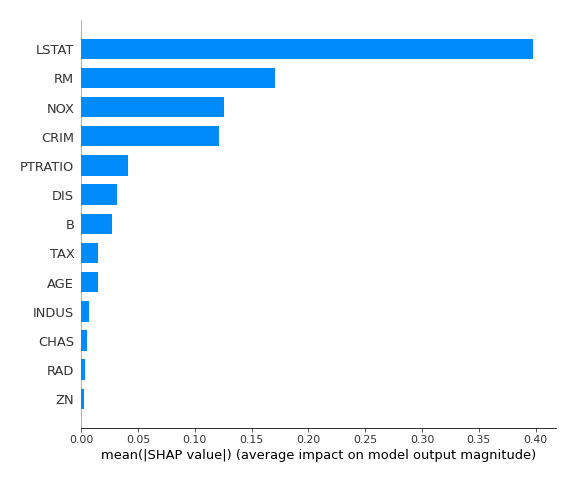 LSTAT
RM
NOX
CRIM
PTRATIO
DIS
B
TAX
AGE
INDUS
CHAS
RAD
ZN
0.00 0.05 0.10 0.15 0.20 0.25 0.30 0.35 0.40
mean(|SHAP value|) (average impact on model output magnitude)